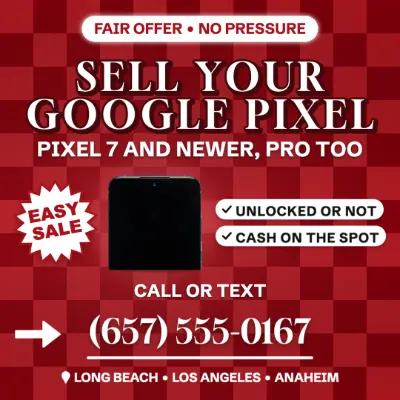 FAIR OFFER • NO PRESSURE
SELL YOUR
GOOGLE PIXEL
PIXEL 7 AND NEWER, PRO TOO
EASY
SALE
✓ UNLOCKED OR NOT
✓ CASH ON THE SPOT
CALL OR TEXT
(657) 555-0167
LONG BEACH • LOS ANGELES • ANAHEIM